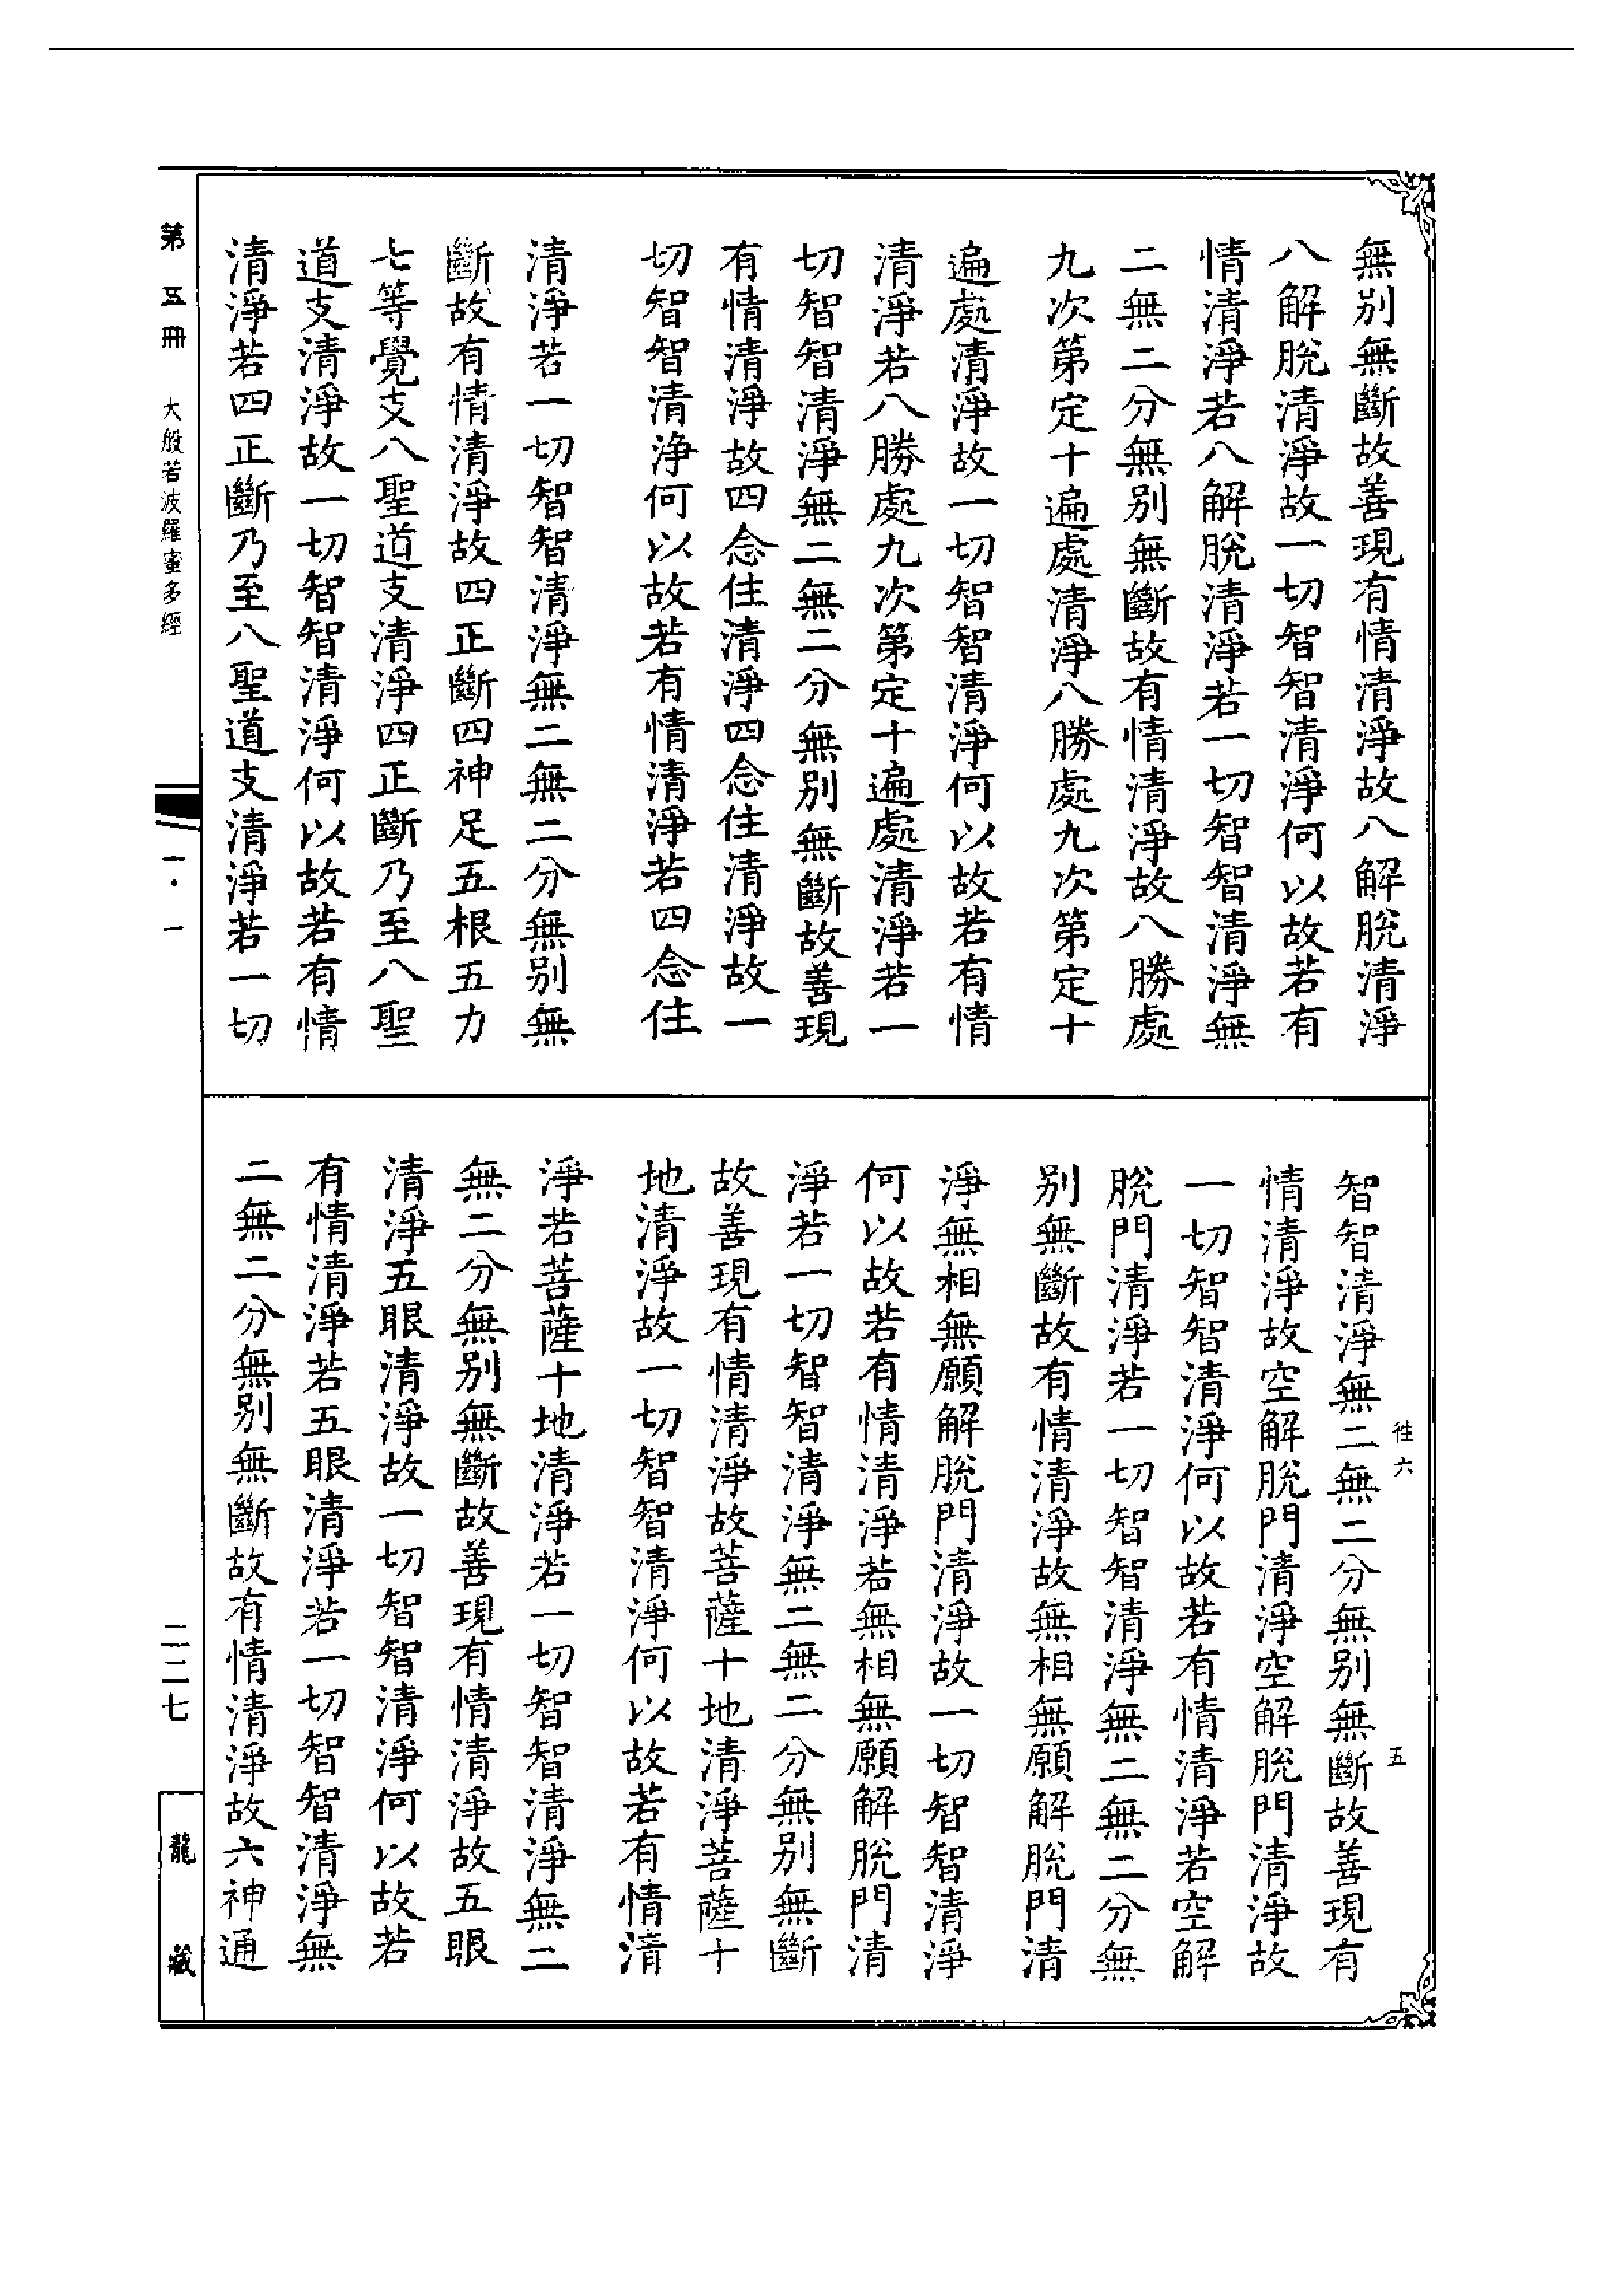 無別無斷故善現有情清淨故八解脫清淨
八解脫清淨故一切智智清淨何以故若有
情清淨若八解脫清淨若一切智智清淨無
二無二分無別無斷故有情清淨故八勝處
九次第定十遍處清淨八勝處九次第定十
遍處清淨故一切智智清淨何以故若有情
清淨若八勝處九次第定十遍處清淨若一
切智智清淨無二無二分無別無斷故善現
有情清淨故四念住清淨四念住清淨故一
切智智清淨何以故若有情清淨若四念住
清淨若一切智智清淨無二無二分無別無
斷故有情清淨故四正斷四神足五根五力
七等覺支八聖道支清淨四正斷乃至八聖
道支清淨故一切智智清淨何以故若有情
清淨若四正斷乃至八聖道支清淨若一切
智智清淨無二無二分無別無斷故善現有
情清淨故空解脫門清淨空解脫門清淨故
一切智智清淨何以故若有情清淨若空解
脫門清淨若一切智智清淨無二無二分無
別無斷故有情清淨故無相無願解脫門清
淨無相無願解脫門清淨故一切智智清淨
何以故若有情清淨若無相無願解脫門清
淨若一切智智清淨無二無二分無別無斷
故善現有情清淨故菩薩十地清淨菩薩十
地清淨故一切智智清淨何以故若有情清
淨若菩薩十地清淨若一切智智清淨無二
無二分無別無斷故善現有情清淨故五眼
清淨五眼清淨故一切智智清淨何以故若
有情清淨若五眼清淨若一切智智清淨無
二無二分無別無斷故有情清淨故六神通
六
五
第五冊
大般若波羅蜜多經
一·一
二二七
龍藏